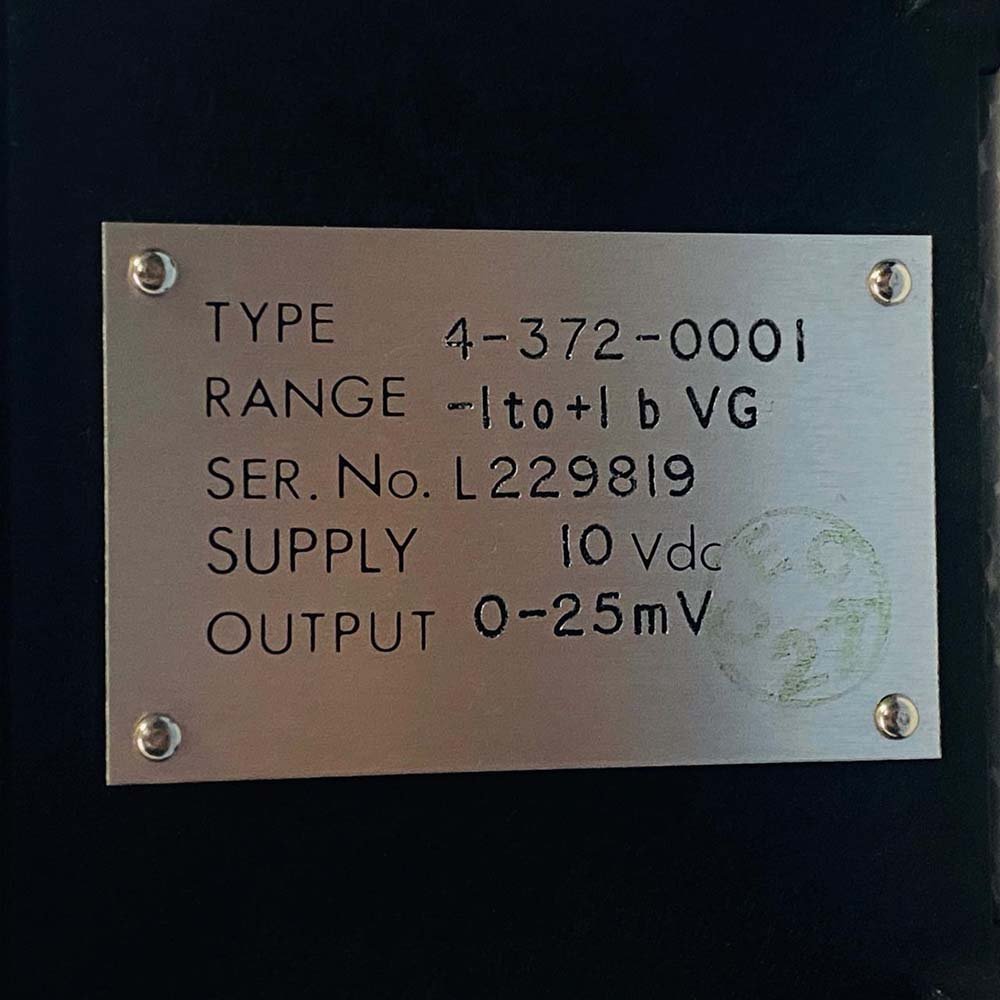 TYPE 4-372-0001
RANGE -1to+1 b VG
SER. No. L229819
SUPPLY 10 Vdc
OUTPUT 0-25mV